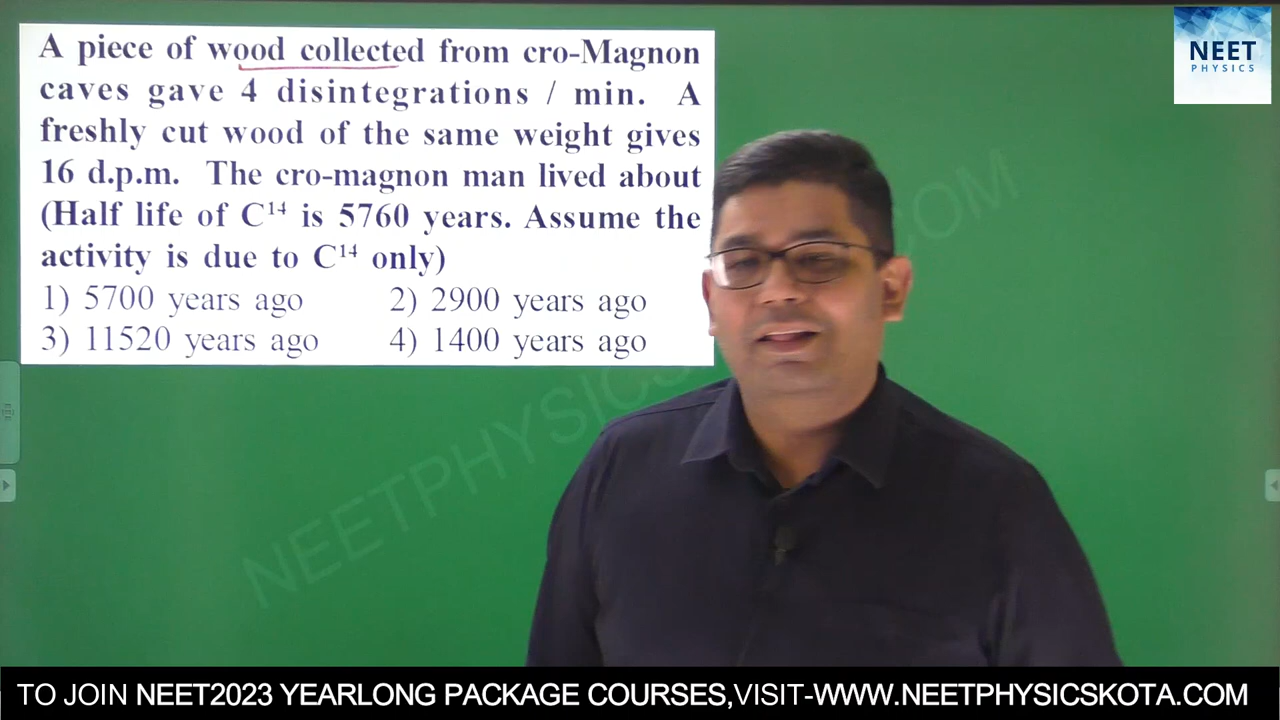 A piece of wood collected from cro-Magnon
caves gave 4 disintegrations / min. A
freshly cut wood of the same weight gives
16 d.p.m. The cro-magnon man lived about
(Half life of C¹⁴ is 5760 years. Assume the
activity is due to C¹⁴ only)
1) 5700 years ago 2) 2900 years ago
3) 11520 years ago 4) 1400 years ago
NEET
PHYSICS
NEETPHYSICSKOTA.COM
TO JOIN NEET2023 YEARLONG PACKAGE COURSES,VISIT-WWW.NEETPHYSICSKOTA.COM